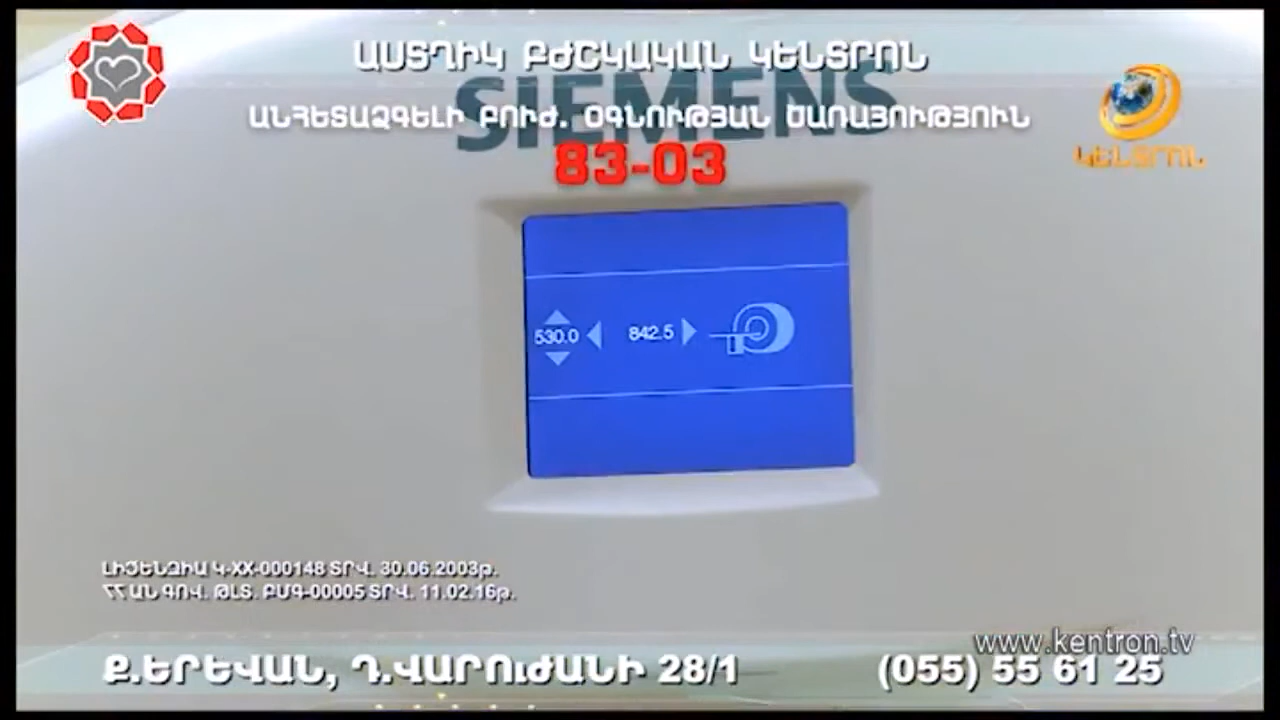 ԱՍՏՂԻԿ ԲԺՇԿԱԿԱՆ ԿԵՆՏՐՈՆ
SIEMENS
ԱՆՀԵՏԱՁԳԵԼԻ ԲՈՒԺ. ՕԳՆՈՒԹՅԱՆ ԾԱՌԱՅՈՒԹՅՈՒՆ
83-03
ԿԵՆՏՐՈՆ
530.0 842.5
ԼԻՑԵՆԶԻԱ Կ-XX-000148 ՏՐՎ. 30.06.2003թ.
ՀՀ ԱՆ ԳՈՎ. ԹԼՏ. ԲՄԳ-00005 ՏՐՎ. 11.02.16թ.
www.kentron.tv
Ք.ԵՐԵՎԱՆ, Դ.ՎԱՐՈւԺԱՆԻ 28/1 (055) 55 61 25